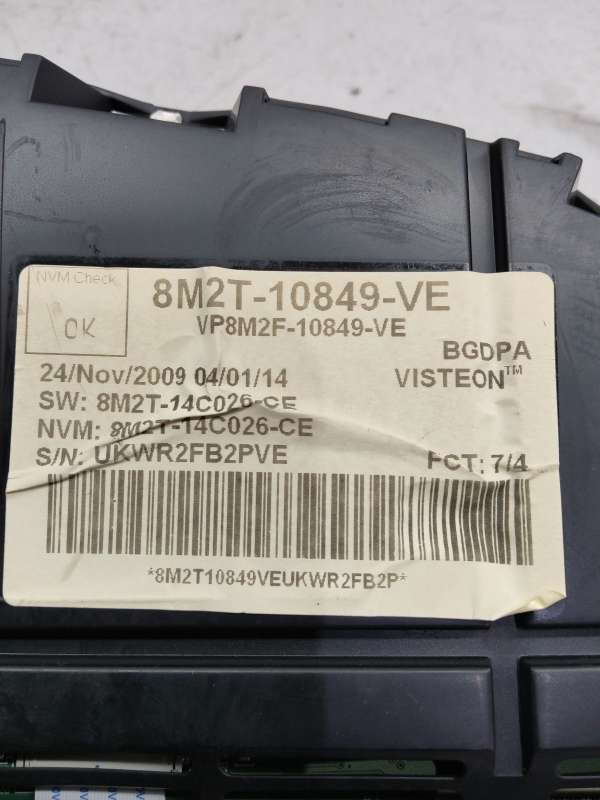 NVM Check
OK
8M2T-10849-VE
VP8M2F-10849-VE
BGDPA
24/Nov/2009 04/01/14
VISTEON™
SW: 8M2T-14C026-CE
NVM: 8M2T-14C026-CE
S/N: UKWR2FB2PVE
FCT: 7/4
*8M2T10849VEUKWR2FB2P*